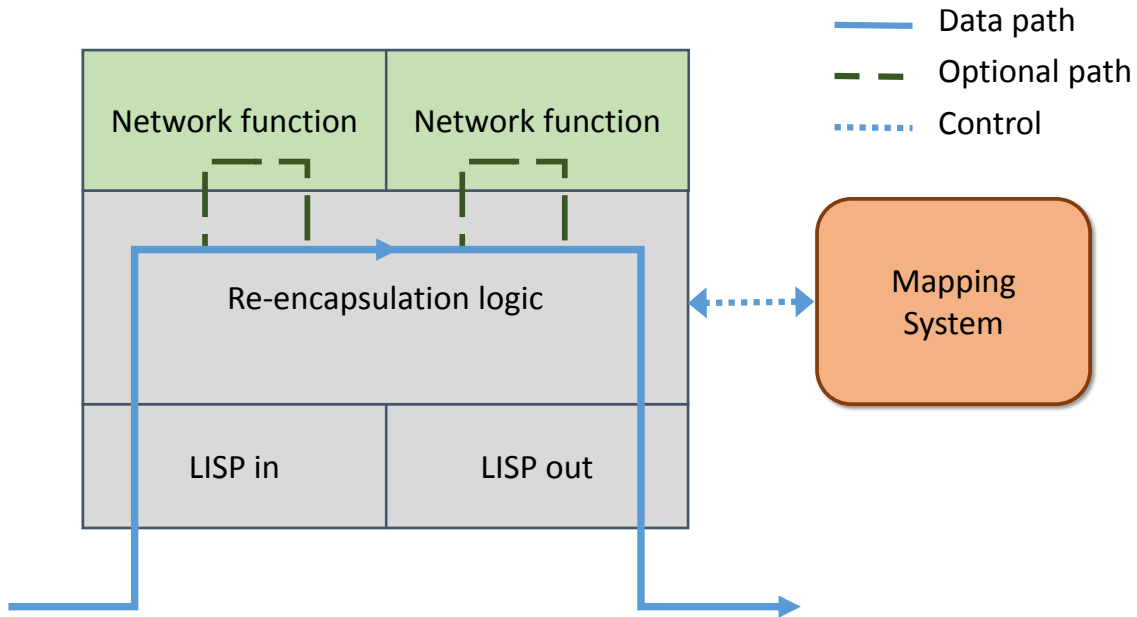 Data path
Optional path
Control
Network function
Network function
Re-encapsulation logic
Mapping
System
LISP in
LISP out